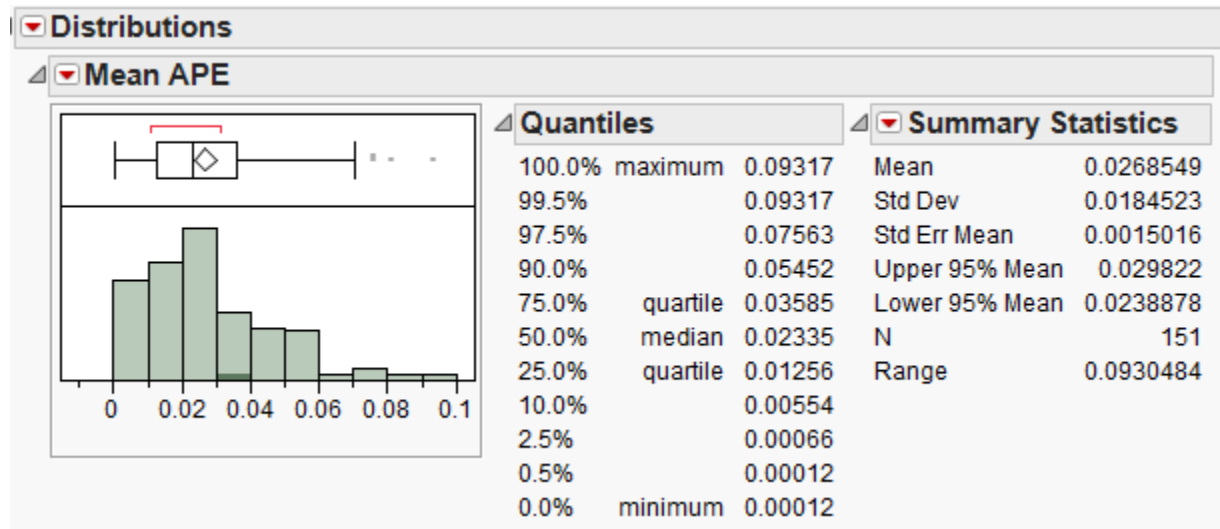 Distributions
Mean APE
0 0.02 0.04 0.06 0.08 0.1
Quantiles
100.0% maximum 0.09317
99.5% 0.09317
97.5% 0.07563
90.0% 0.05452
75.0% quartile 0.03585
50.0% median 0.02335
25.0% quartile 0.01256
10.0% 0.00554
2.5% 0.00066
0.5% 0.00012
0.0% minimum 0.00012
Summary Statistics
Mean 0.0268549
Std Dev 0.0184523
Std Err Mean 0.0015016
Upper 95% Mean 0.029822
Lower 95% Mean 0.0238878
N 151
Range 0.0930484